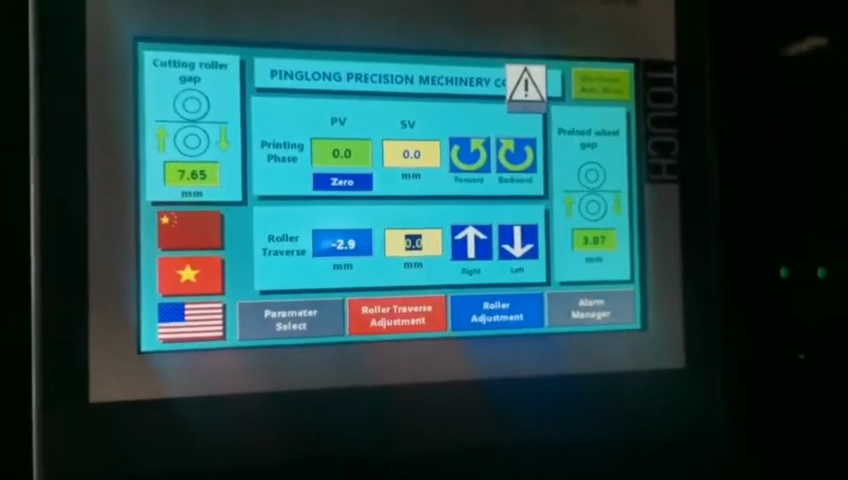 Cutting roller
gap
7.65
mm
PINGLONG PRECISION MECHINERY CO
PV
SV
Printing
Phase
0.0
0.0
mm
Zero
Forward
Backward
Roller
Traverse
-2.9
0.0
mm
mm
Right
Left
Preload wheel
gap
3.87
mm
Parameter
Select
Roller Traverse
Adjustment
Roller
Adjustment
Alarm
Manager
TOUCH